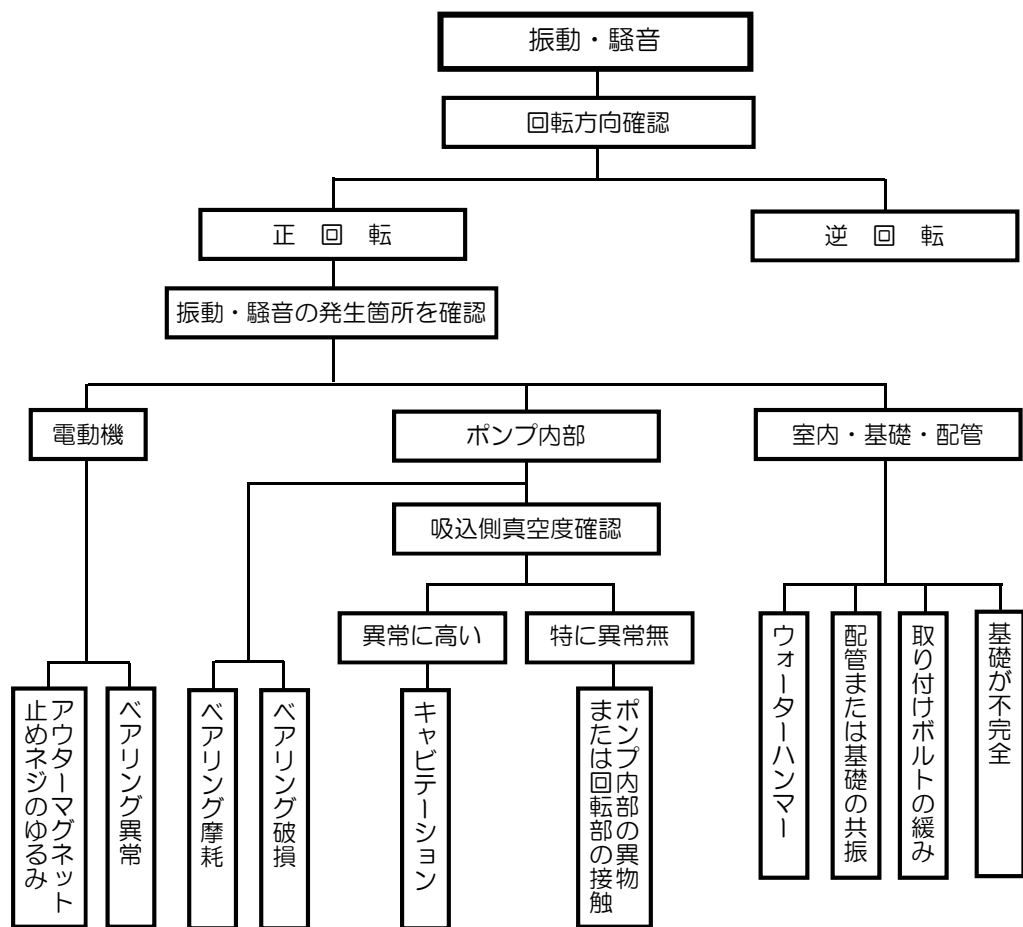 振動・騒音
回転方向確認
正　回　転
逆　回　転
振動・騒音の発生箇所を確認
電動機
ポンプ内部
室内・基礎・配管
吸込側真空度確認
異常に高い
特に異常無
アウターマグネット
止めネジのゆるみ
ベアリング異常
ベアリング摩耗
ベアリング破損
キャビテーション
ポンプ内部の異物
または回転部の接触
ウォーターハンマー
配管または基礎の共振
取り付けボルトの緩み
基礎が不完全